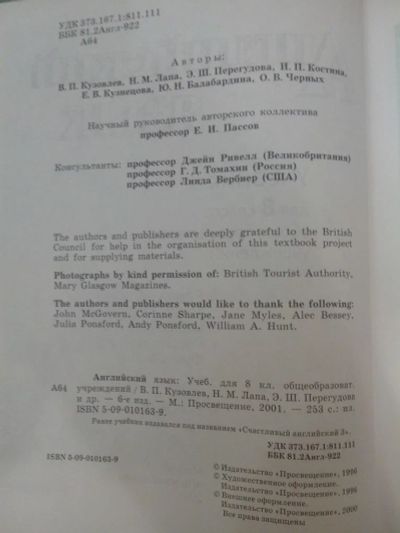 УДК 373.167.1:811.111
ББК 81.2Англ-922
А64
Авторы:
В. П. Кузовлев, Н. М. Лапа, Э. Ш. Перегудова, И. П. Костина,
Е. В. Кузнецова, Ю. Н. Балабардина, О. В. Черных
Научный руководитель авторского коллектива
профессор Е. И. Пассов
Консультанты: профессор Джейн Ривелл (Великобритания)
профессор Г. Д. Томахин (Россия)
профессор Линда Вербнер (США)
The authors and publishers are deeply grateful to the British
Council for help in the organisation of this textbook project
and for supplying materials.
Photographs by kind permission of: British Tourist Authority,
Mary Glasgow Magazines.
The authors and publishers would like to thank the following:
John McGovern, Corinne Sharpe, Jane Myles, Alec Bessey,
Julia Ponsford, Andy Ponsford, William A. Hunt.
Английский язык: Учеб. для 8 кл. общеобразоват.
А64 учреждений / В. П. Кузовлев, Н. М. Лапа, Э. Ш. Перегудова
и др. — 6-е изд. — М.: Просвещение, 2001. — 253 с.: ил.
ISBN 5-09-010163-9.
Ранее учебник издавался под названием «Счастливый английский 3».
УДК 373.167.1:811.111
ББК 81.2Англ-922
ISBN 5-09-010163-9
© Издательство «Просвещение», 1996
© Художественное оформление.
Издательство «Просвещение», 1996
© Внешнее оформление.
Издательство «Просвещение», 2000
Все права защищены